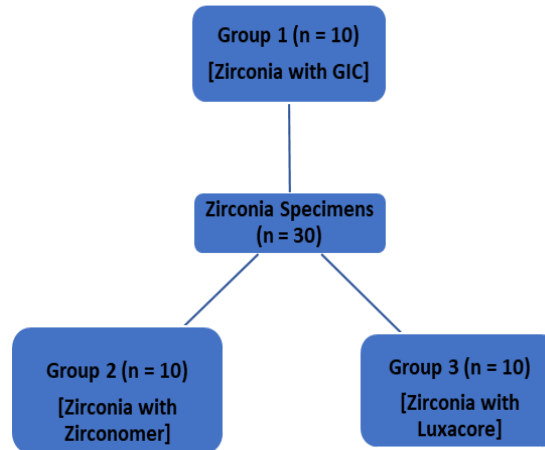 Group 1 (n = 10)
[Zirconia with GIC]
Zirconia Specimens
(n = 30)
Group 2 (n = 10)
[Zirconia with
Zirconomer]
Group 3 (n = 10)
[Zirconia with
Luxacore]